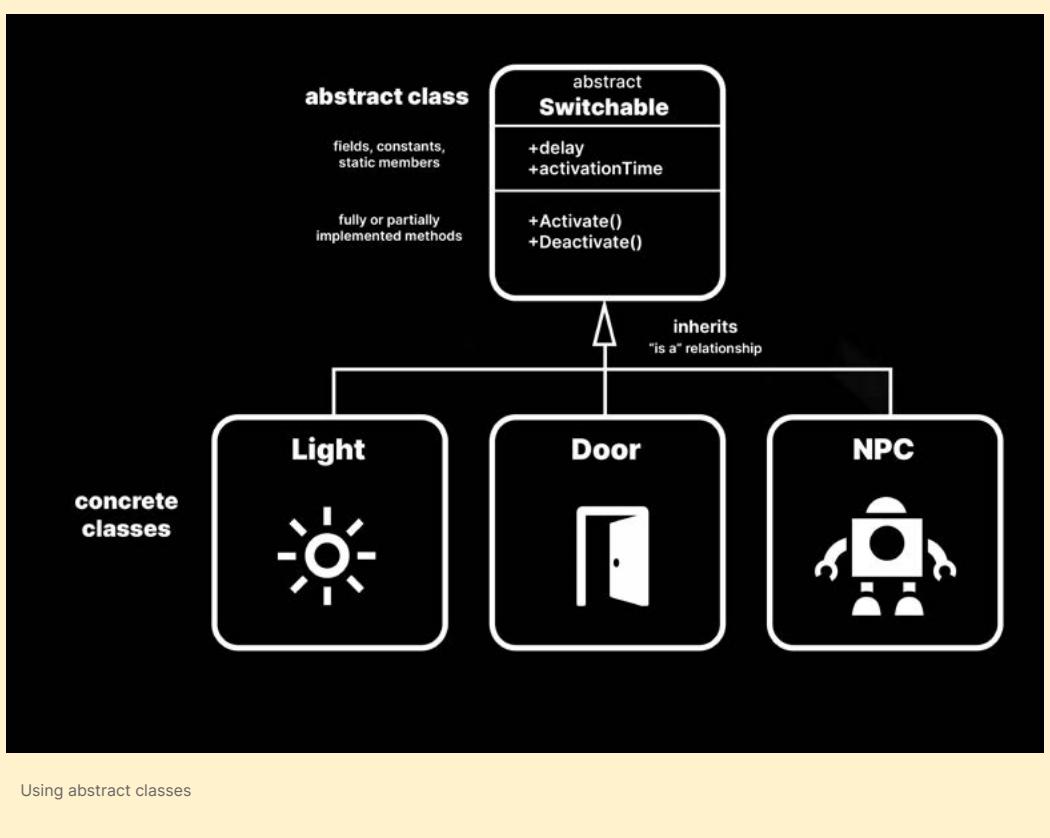 abstract class
abstract
Switchable
fields, constants,
static members
+delay
+activationTime
fully or partially
implemented methods
+Activate()
+Deactivate()
inherits
“is a” relationship
concrete
classes
Light
Door
NPC
Using abstract classes